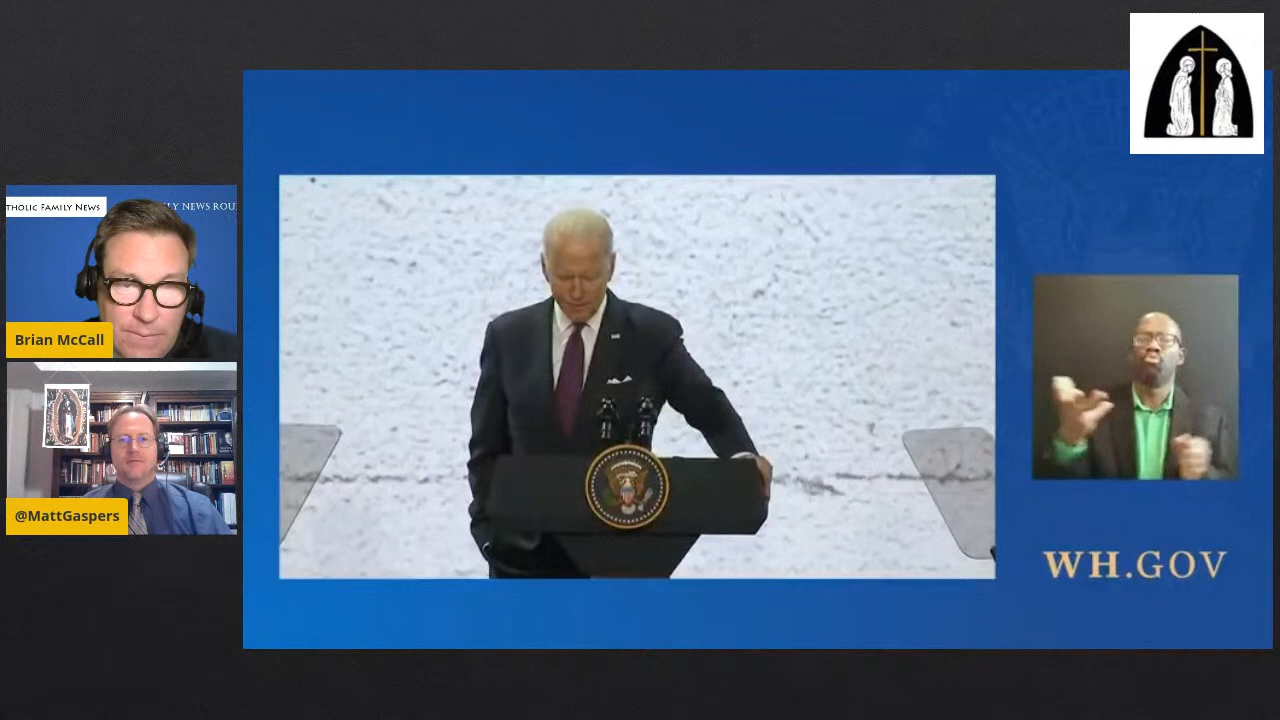 THOLIC FAMILY NEWS
LY NEWS ROU
Brian McCall
@MattGaspers
WH.GOV